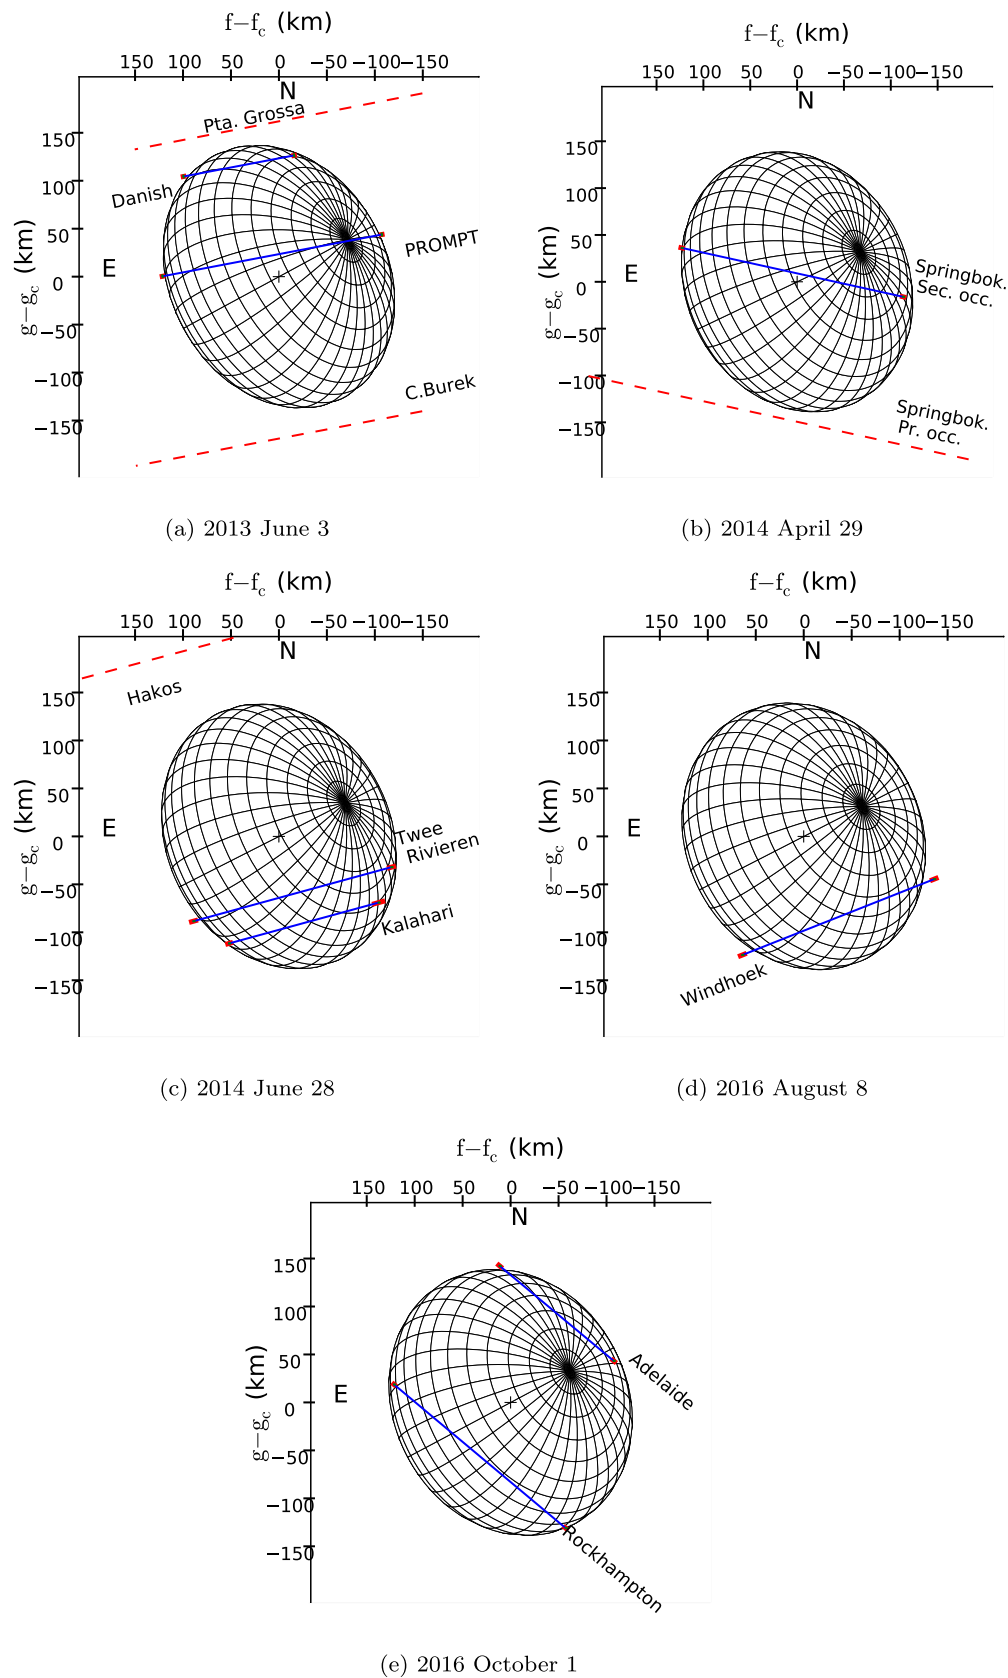 f−f_c (km)
150 100 50 0 −50 −100 −150
N
Pta. Grossa
150
Danish
100
50
PROMPT
E
0
g−g_c (km)
−50
−100
C.Burek
−150
(a) 2013 June 3
f−f_c (km)
150 100 50 0 −50 −100 −150
N
150
100
50
E
Springbok.
Sec. occ.
0
g−g_c (km)
−50
−100
Springbok.
Pr. occ.
−150
(b) 2014 April 29
f−f_c (km)
150 100 50 0 −50 −100 −150
N
Hakos
150
100
50
E
0
g−g_c (km)
Twee
Rivieren
−50
Kalahari
−100
−150
(c) 2014 June 28
f−f_c (km)
150 100 50 0 −50 −100 −150
N
150
100
50
E
0
g−g_c (km)
−50
−100
Windhoek
−150
(d) 2016 August 8
f−f_c (km)
150 100 50 0 −50 −100 −150
N
150
100
50
Adelaide
E
0
g−g_c (km)
−50
−100
Rockhampton
−150
(e) 2016 October 1